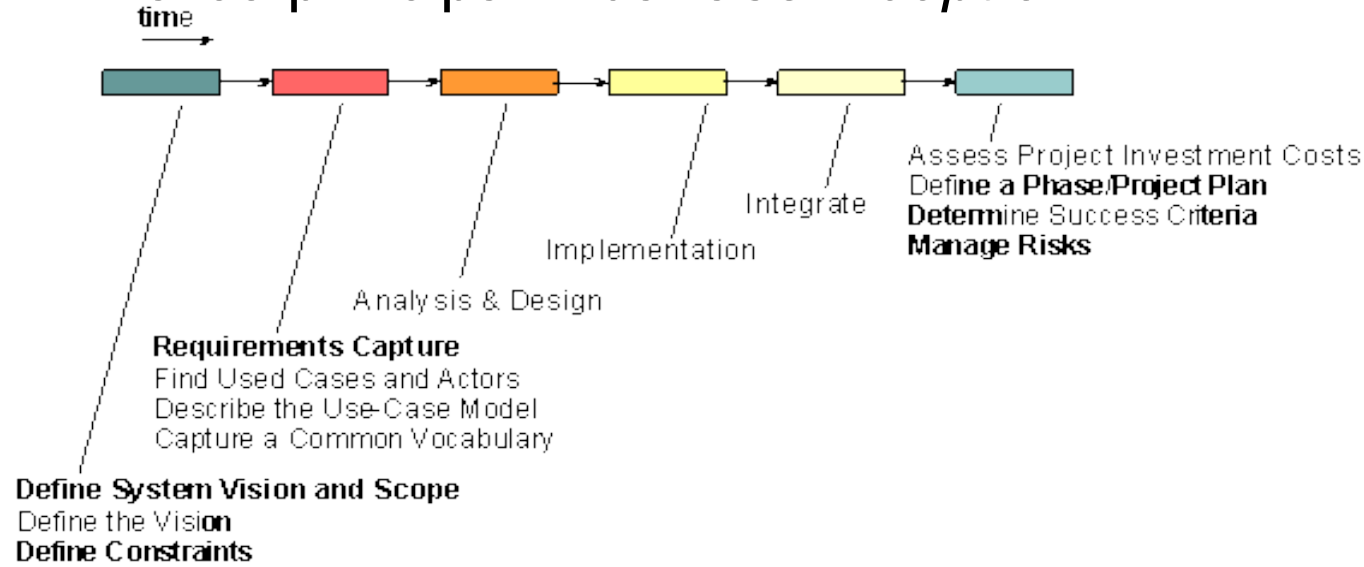 time
Assess Project Investment Costs
Define a Phase/Project Plan
Determine Success Criteria
Manage Risks
Integrate
Implementation
Analysis & Design
Requirements Capture
Find Used Cases and Actors
Describe the Use-Case Model
Capture a Common Vocabulary
Define System Vision and Scope
Define the Vision
Define Constraints